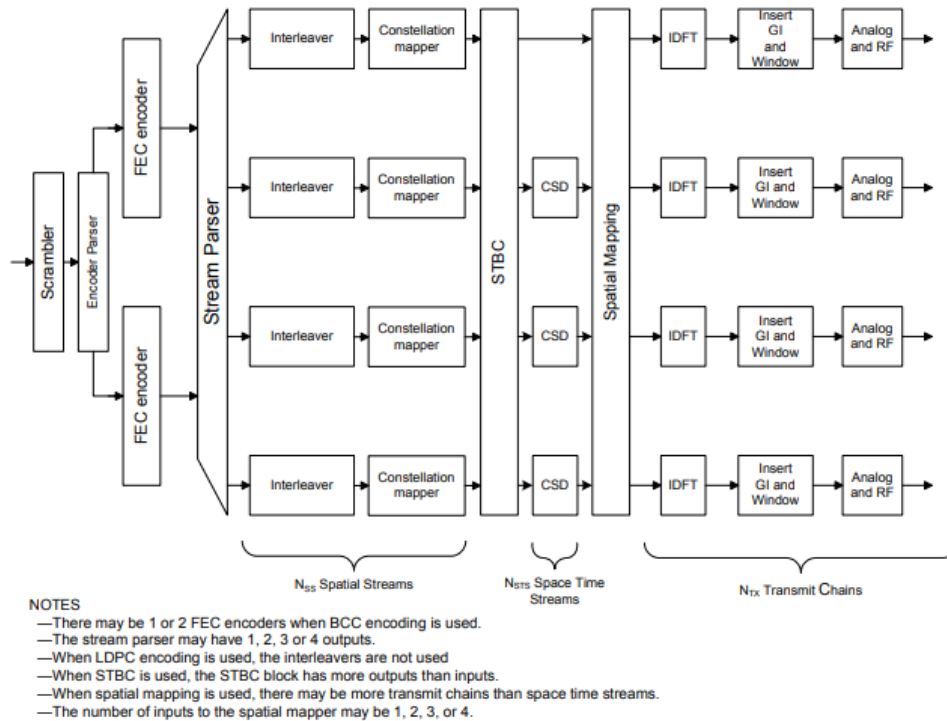 Interleaver
Constellation
mapper
IDFT
Insert
GI
and
Window
Analog
and RF
Scrambler
Encoder Parser
FEC encoder
Stream Parser
Interleaver
Constellation
mapper
STBC
CSD
Spatial Mapping
IDFT
Insert
GI and
Window
Analog
and RF
FEC encoder
Interleaver
Constellation
mapper
CSD
IDFT
Insert
GI and
Window
Analog
and RF
Interleaver
Constellation
mapper
CSD
IDFT
Insert
GI and
Window
Analog
and RF
NSS Spatial Streams
NSTS Space Time
Streams
NTX Transmit Chains
NOTES
—There may be 1 or 2 FEC encoders when BCC encoding is used.
—The stream parser may have 1, 2, 3 or 4 outputs.
—When LDPC encoding is used, the interleavers are not used
—When STBC is used, the STBC block has more outputs than inputs.
—When spatial mapping is used, there may be more transmit chains than space time streams.
—The number of inputs to the spatial mapper may be 1, 2, 3, or 4.